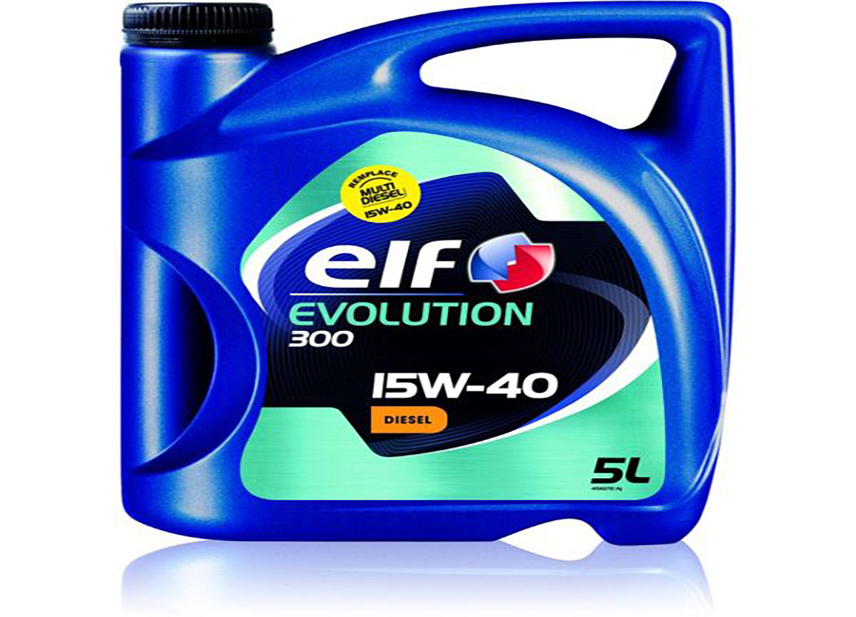 REMPLACE
MULTI
DIESEL
15W-40
elf
EVOLUTION
300
15W-40
DIESEL
5L